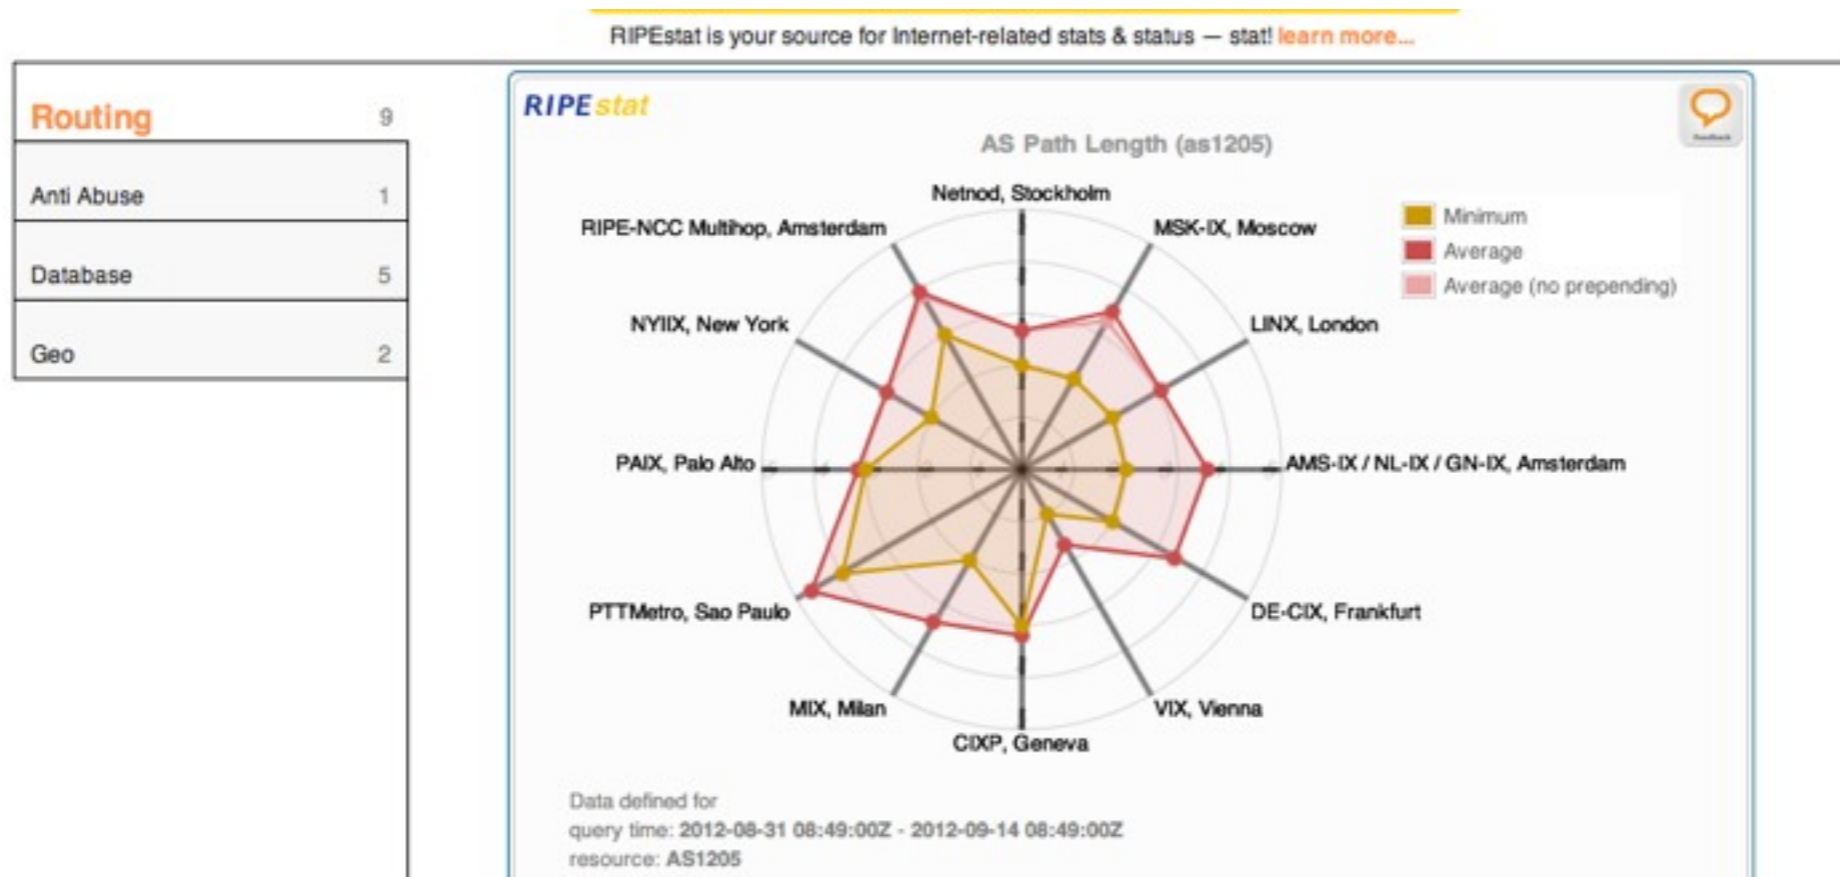 RIPEstat is your source for Internet-related stats & status — stat! learn more...
Routing 9
Anti Abuse 1
Database 5
Geo 2
RIPEstat
Feedback
AS Path Length (as1205)
Netnod, Stockholm
RIPE-NCC Multihop, Amsterdam
MSK-IX, Moscow
Minimum
Average
Average (no prepending)
NYIIX, New York
LINX, London
PAIX, Palo Alto
AMS-IX / NL-IX / GN-IX, Amsterdam
PTTMetro, Sao Paulo
DE-CIX, Frankfurt
MIX, Milan
VIX, Vienna
CIXP, Geneva
Data defined for
query time: 2012-08-31 08:49:00Z - 2012-09-14 08:49:00Z
resource: AS1205